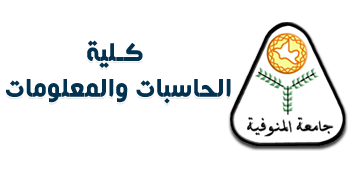 كلية
الحاسبات والمعلومات
جامعة المنوفية